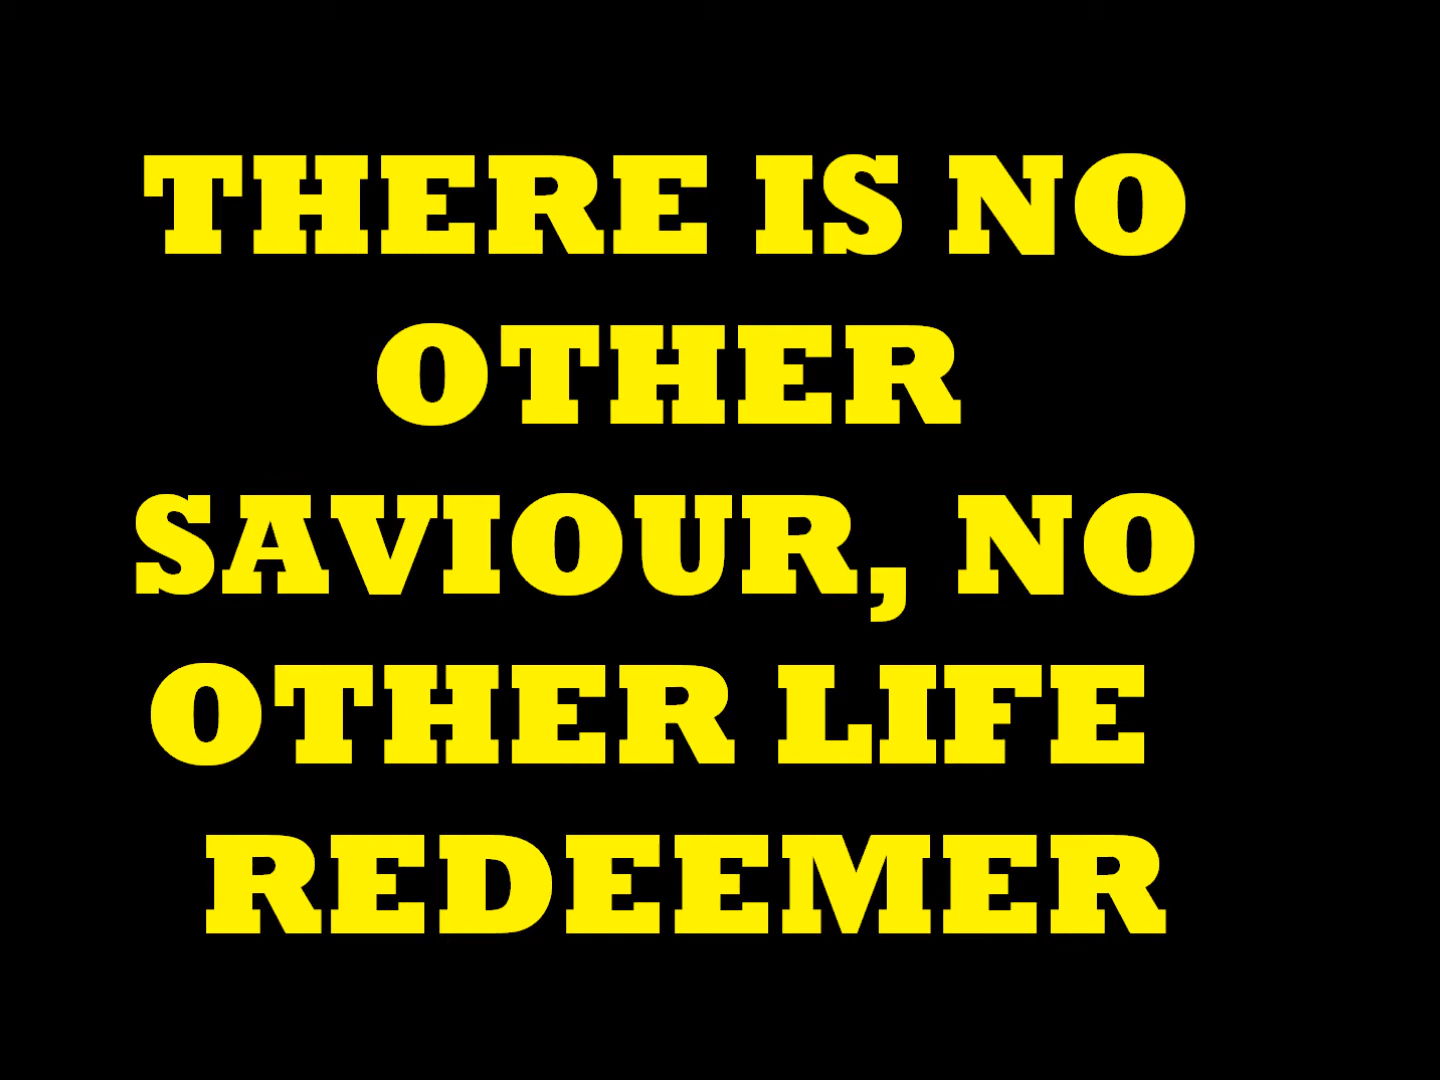 THERE IS NO
OTHER
SAVIOUR, NO
OTHER LIFE
REDEEMER